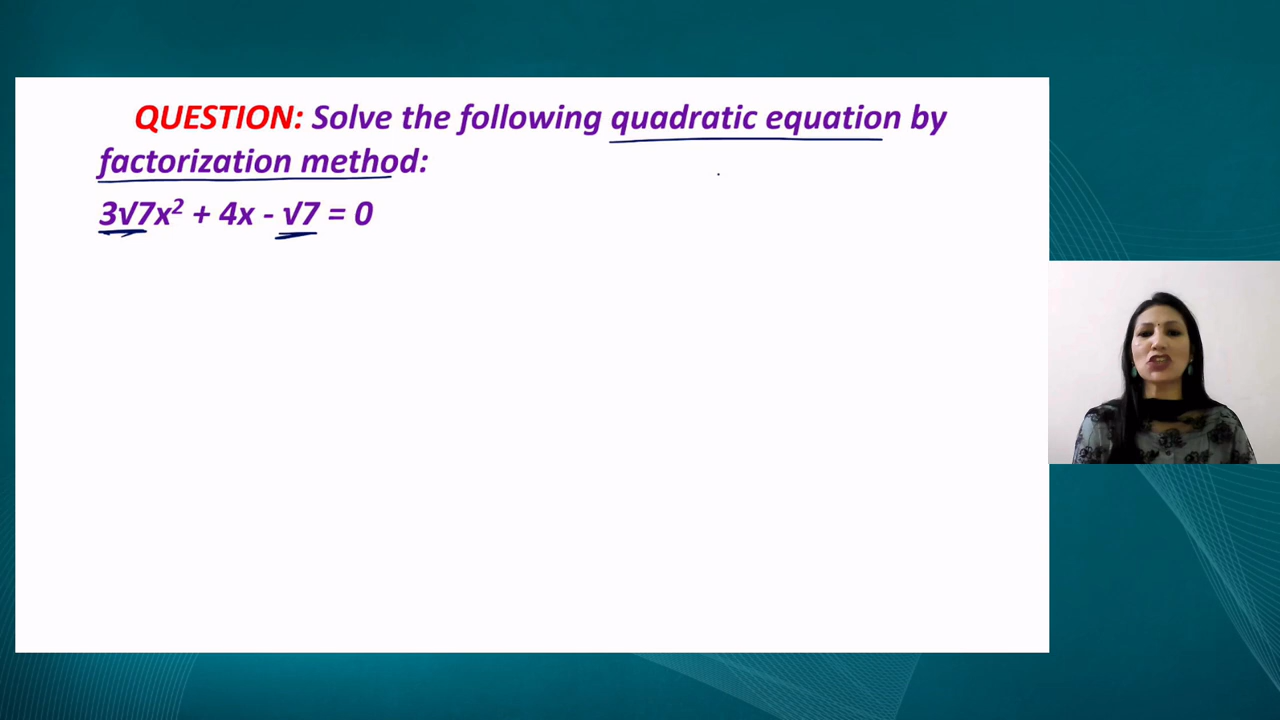 QUESTION: Solve the following quadratic equation by
factorization method:
3√7x² + 4x - √7 = 0